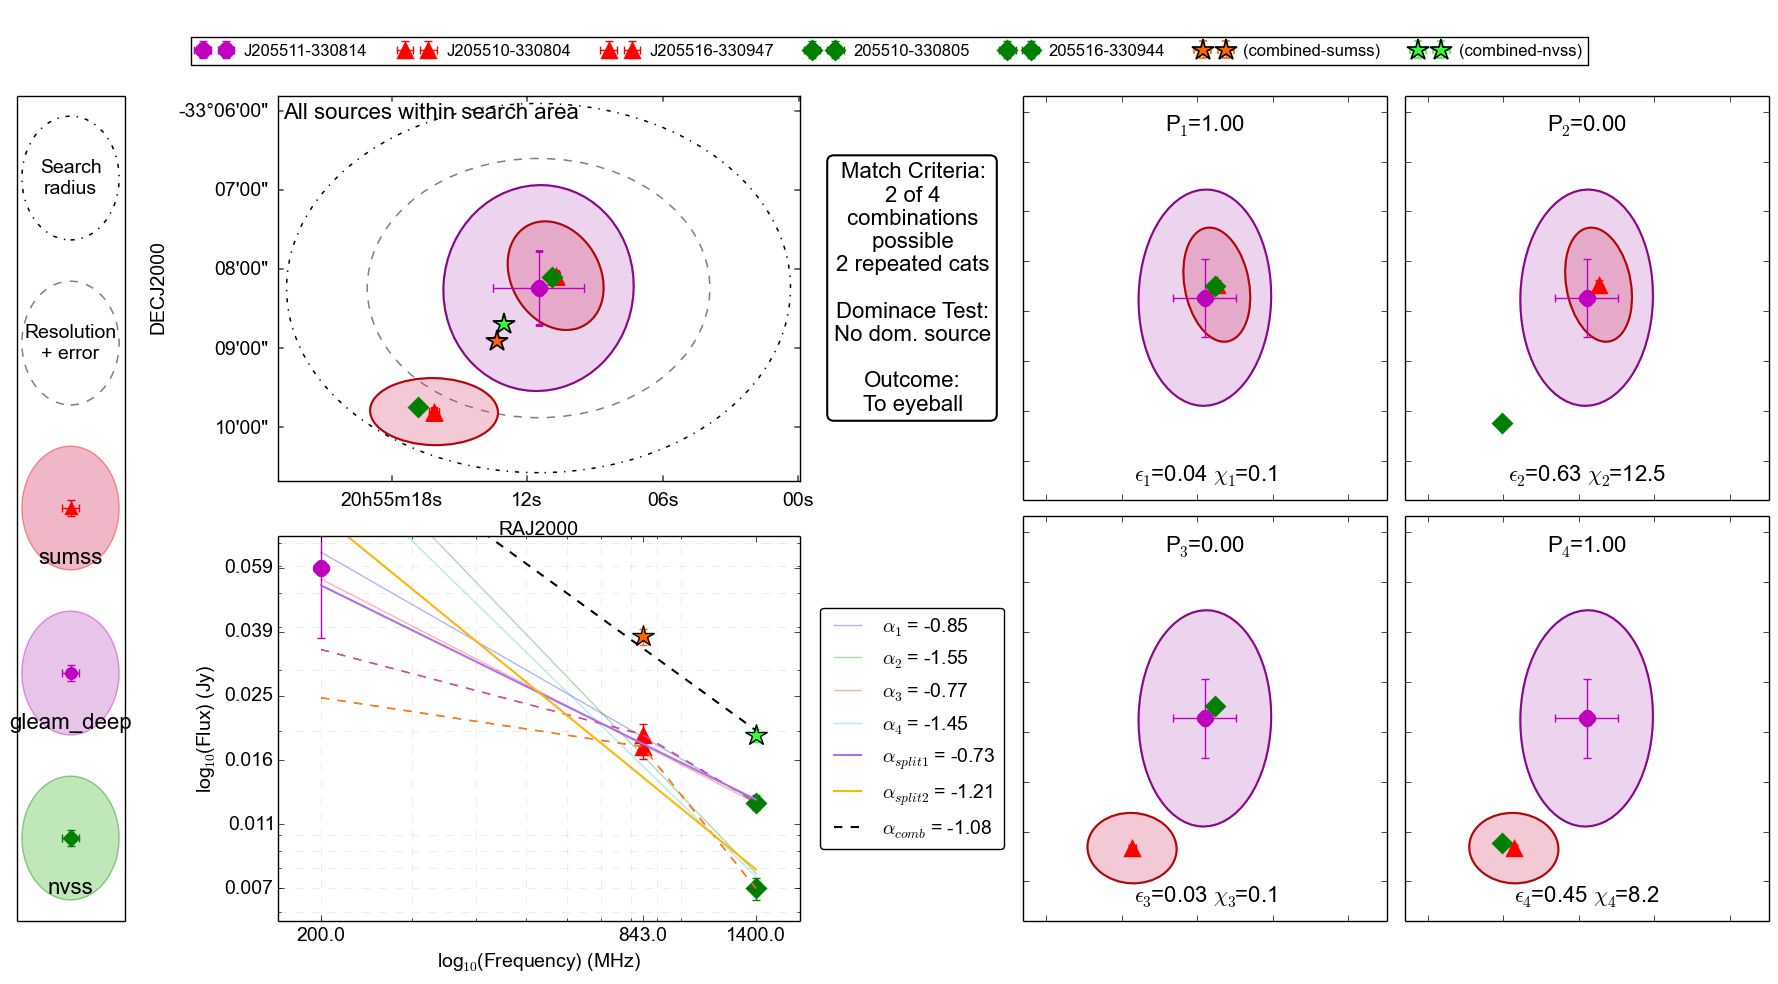 J205511-330814 J205510-330804 J205516-330947 205510-330805 205516-330944 (combined-sumss) (combined-nvss)
Search
radius
Resolution
+ error
sumss
gleam_deep
nvss
All sources within search area
DECJ2000
-33°06'00"
07'00"
08'00"
09'00"
10'00"
20h55m18s 12s 06s 00s
RAJ2000
Match Criteria:
2 of 4
combinations
possible
2 repeated cats
Dominace Test:
No dom. source
Outcome:
To eyeball
P₁=1.00
ϵ₁=0.04 χ₁=0.1
P₂=0.00
ϵ₂=0.63 χ₂=12.5
log₁₀(Flux) (Jy)
0.059
0.039
0.025
0.016
0.011
0.007
200.0 843.0 1400.0
log₁₀(Frequency) (MHz)
α₁ = -0.85
α₂ = -1.55
α₃ = -0.77
α₄ = -1.45
α_split1 = -0.73
α_split2 = -1.21
α_comb = -1.08
P₃=0.00
ϵ₃=0.03 χ₃=0.1
P₄=1.00
ϵ₄=0.45 χ₄=8.2